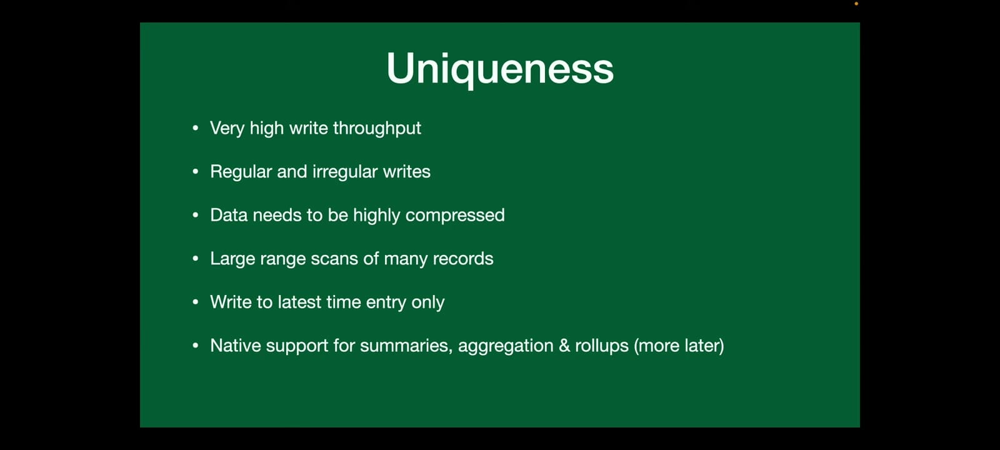 Uniqueness
• Very high write throughput
• Regular and irregular writes
• Data needs to be highly compressed
• Large range scans of many records
• Write to latest time entry only
• Native support for summaries, aggregation & rollups (more later)